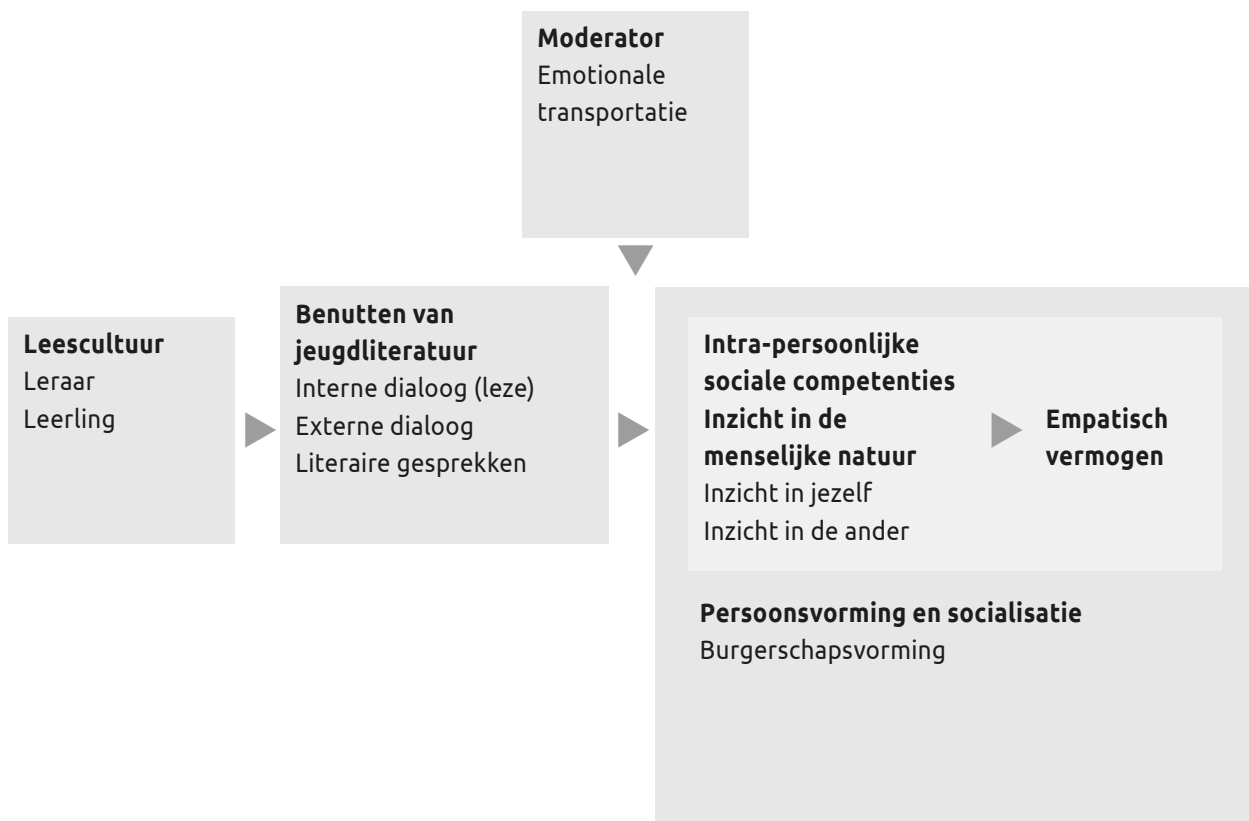 Moderator
Emotionale
transportatie
Leescultuur
Leraar
Leerling
Benutten van
jeugdliteratuur
Interne dialoog (leze)
Externe dialoog
Literaire gesprekken
Intra-persoonlijke
sociale competenties
Inzicht in de
menselijke natuur
Inzicht in jezelf
Inzicht in de ander
Empatisch
vermogen
Persoonsvorming en socialisatie
Burgerschapsvorming